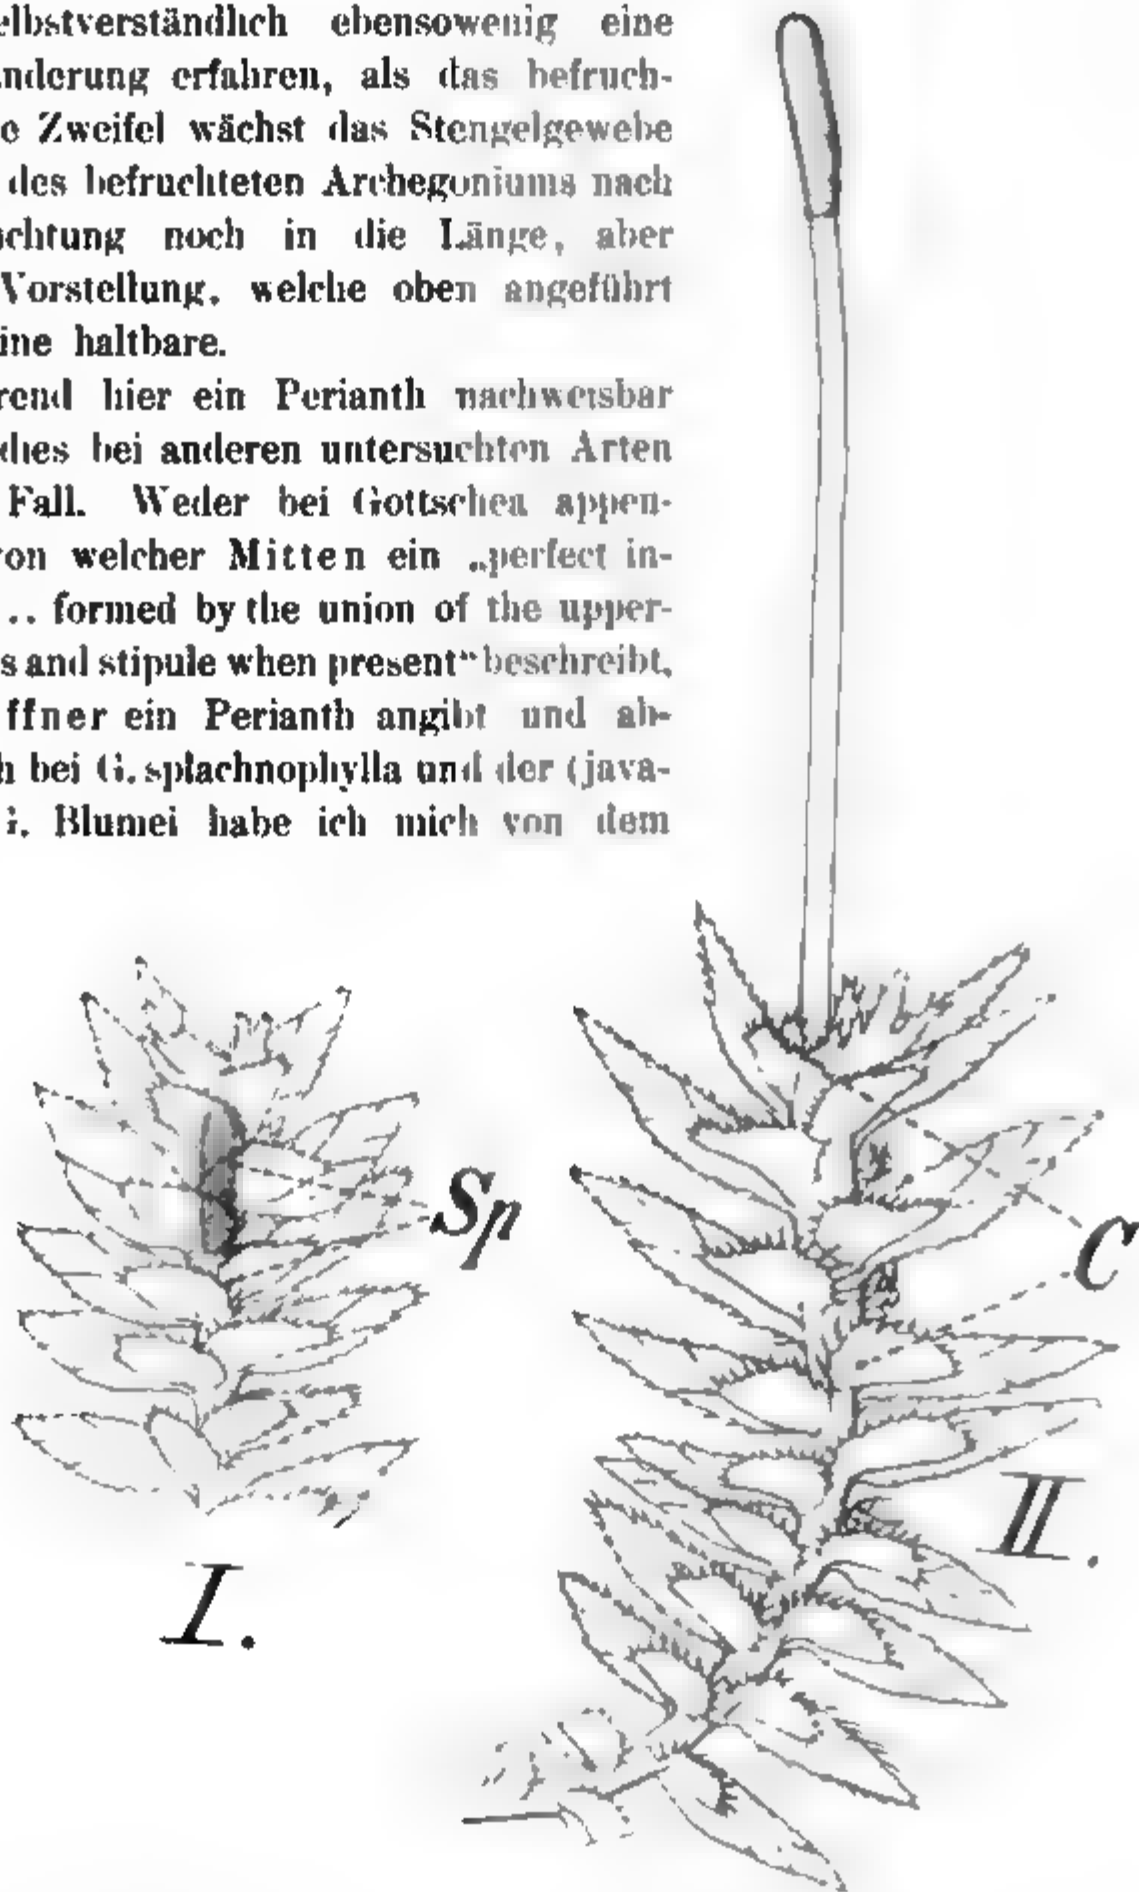 elbstverständlich ebensowenig eine
nderung erfahren, als das befruch-
e Zweifel wächst das Stengelgewebe
des befruchteten Archegoniums nach
chtung noch in die Länge, aber
Vorstellung, welche oben angeführt
ine haltbare.
rend hier ein Perianth nachweisbar
dies bei anderen untersuchten Arten
Fall. Weder bei Gottschea appen-
von welcher Mitten ein „perfect in-
.. formed by the union of the upper-
s and stipule when present“ beschreibt,
ffner ein Perianth angibt und ab-
h bei G. splachnophylla und der (java-
G. Blumei habe ich mich von dem
Sp
C
II.
I.